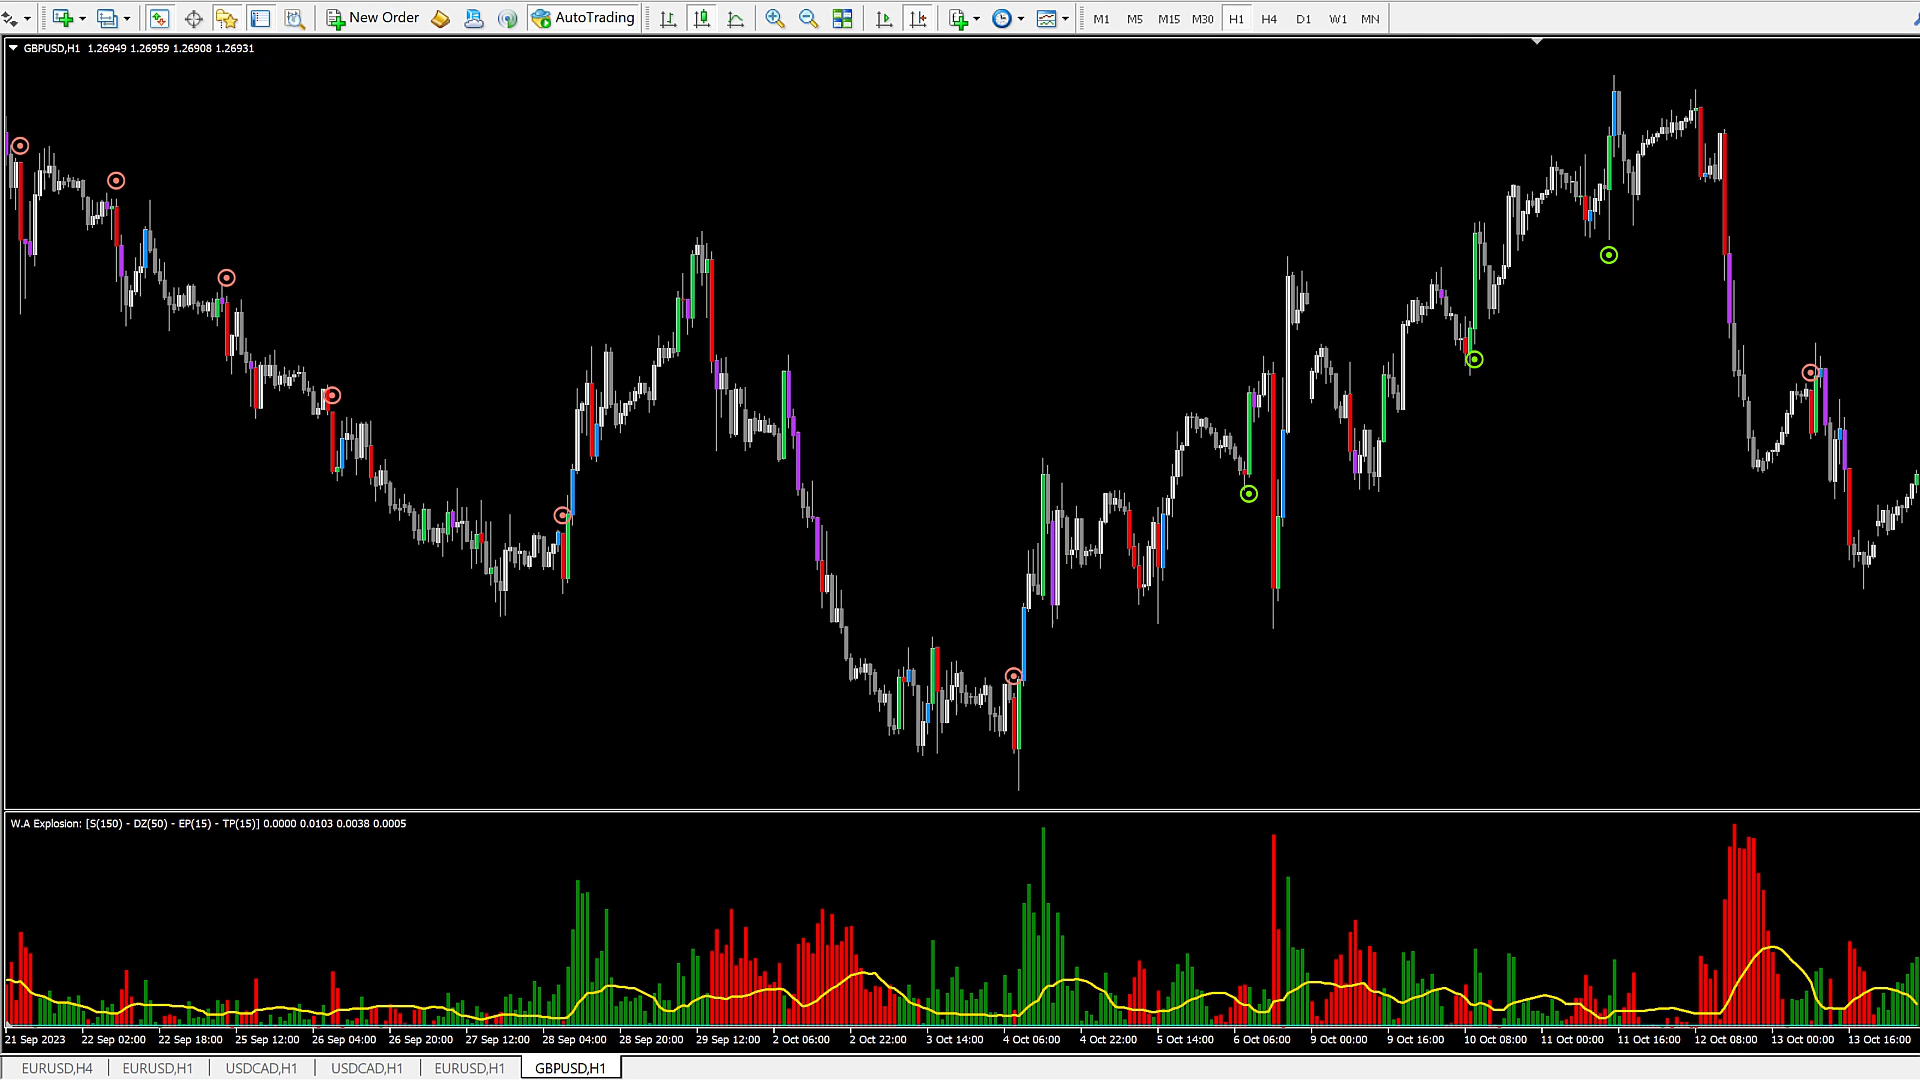 New Order AutoTrading M1 M5 M15 M30 H1 H4 D1 W1 MN
GBPUSD,H1 1.26949 1.26959 1.26908 1.26931
W.A Explosion: [S(150) - DZ(50) - EP(15) - TP(15)] 0.0000 0.0103 0.0038 0.0005
21 Sep 2023 22 Sep 02:00 22 Sep 18:00 25 Sep 12:00 26 Sep 04:00 26 Sep 20:00 27 Sep 12:00 28 Sep 04:00 28 Sep 20:00 29 Sep 12:00 2 Oct 06:00 2 Oct 22:00 3 Oct 14:00 4 Oct 06:00 4 Oct 22:00 5 Oct 14:00 6 Oct 06:00 9 Oct 00:00 9 Oct 16:00 10 Oct 08:00 11 Oct 00:00 11 Oct 16:00 12 Oct 08:00 13 Oct 00:00 13 Oct 16:00
EURUSD,H4 EURUSD,H1 USDCAD,H1 USDCAD,H1 EURUSD,H1 GBPUSD,H1